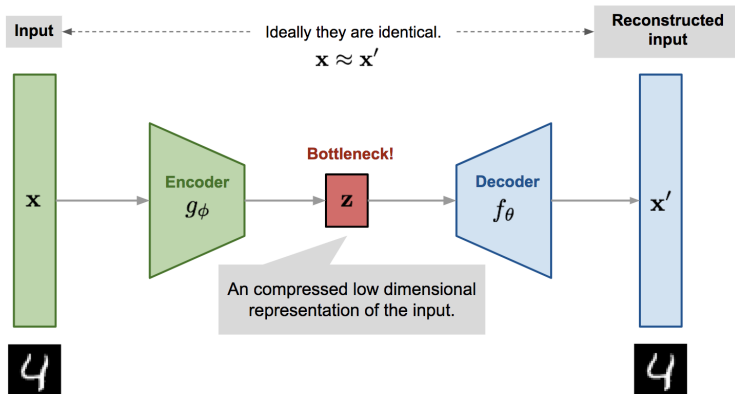 Input
Ideally they are identical.
x ≈ x′
Reconstructed
input
Bottleneck!
Encoder
gϕ
z
Decoder
fθ
x
x′
An compressed low dimensional
representation of the input.
4
4